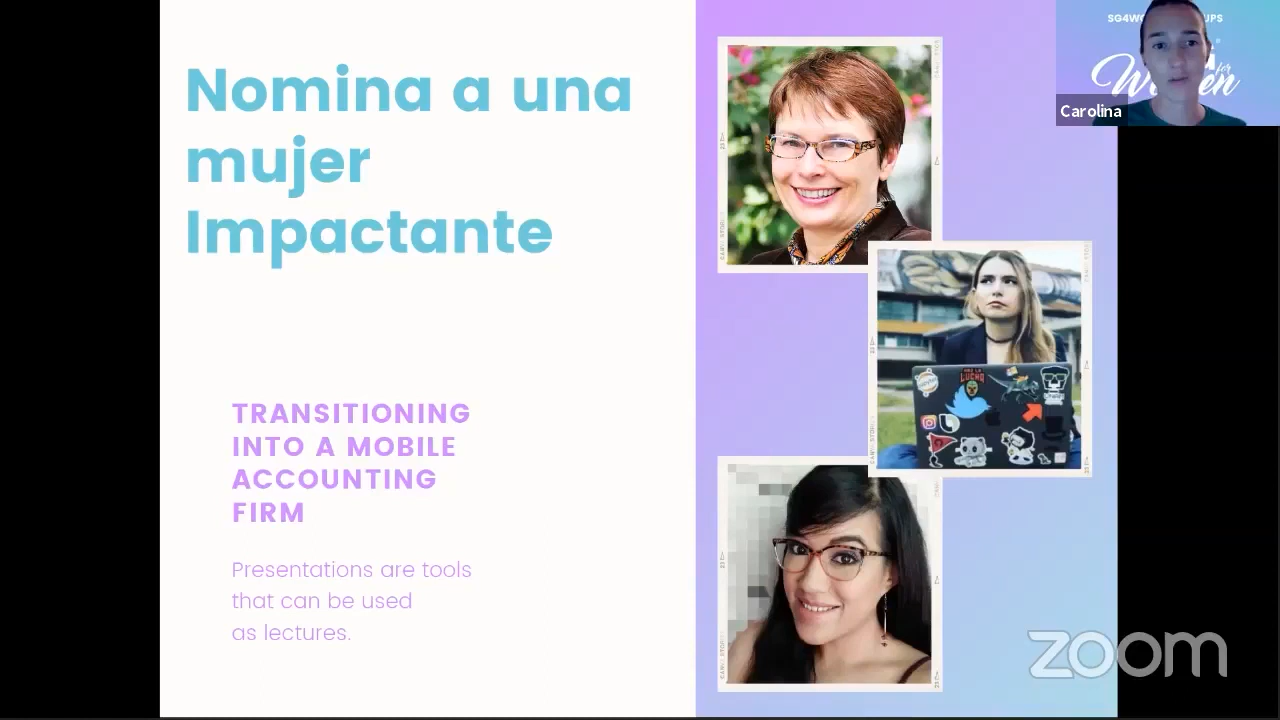 Nomina a una
mujer
Impactante
TRANSITIONING
INTO A MOBILE
ACCOUNTING
FIRM
Presentations are tools
that can be used
as lectures.
Carolina
zoom